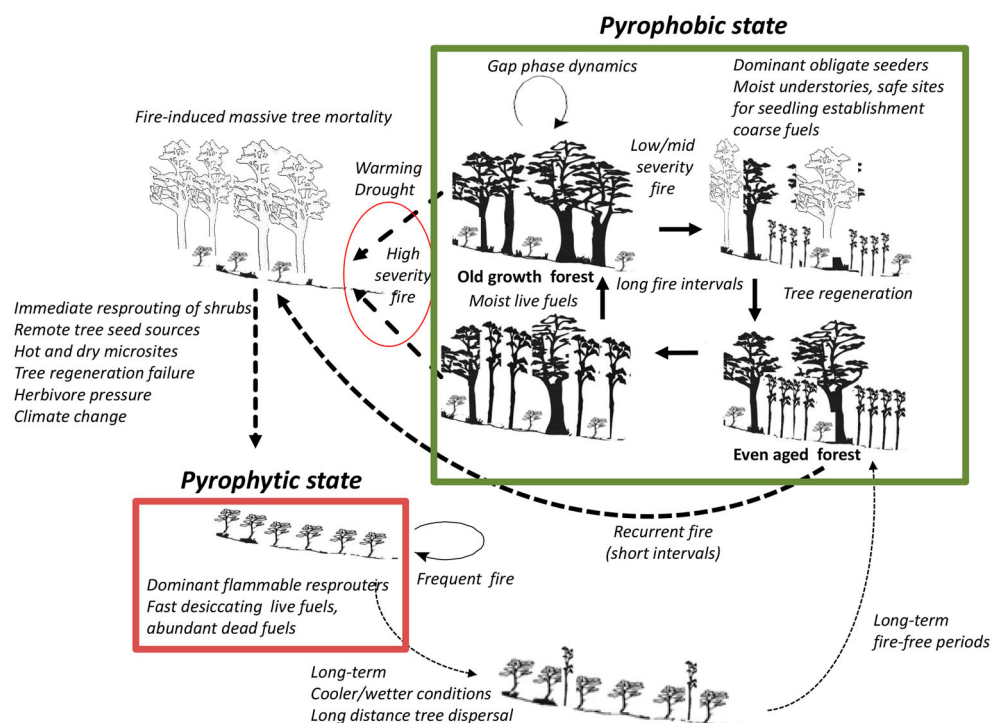 Pyrophobic state
Gap phase dynamics
Dominant obligate seeders
Moist understories, safe sites
for seedling establishment
coarse fuels
Fire-induced massive tree mortality
Low/mid
severity
fire
Warming
Drought
High
severity
fire
Old growth forest
Moist live fuels
long fire intervals
Tree regeneration
Immediate resprouting of shrubs
Remote tree seed sources
Hot and dry microsites
Tree regeneration failure
Herbivore pressure
Climate change
Even aged forest
Pyrophytic state
Recurrent fire
(short intervals)
Frequent fire
Dominant flammable resprouters
Fast desiccating live fuels,
abundant dead fuels
Long-term
fire-free periods
Long-term
Cooler/wetter conditions
Long distance tree dispersal